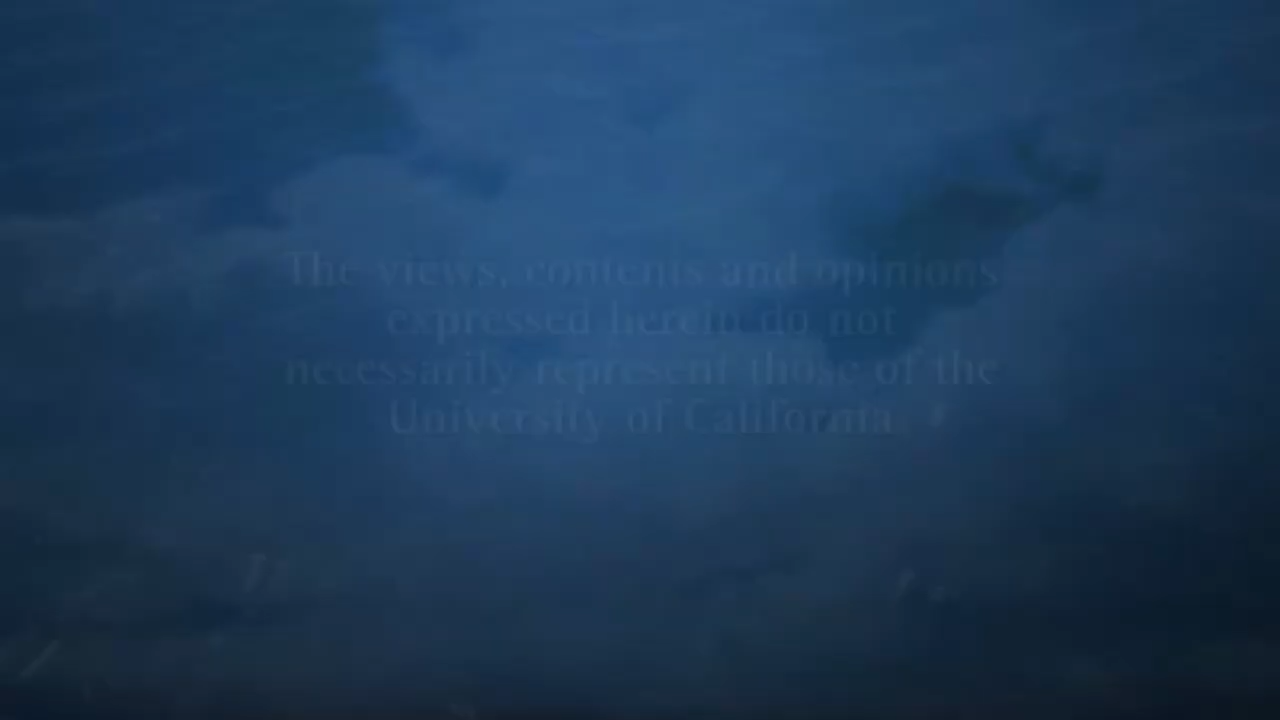 The views, contents and opinions
expressed herein do not
necessarily represent those of the
University of California.